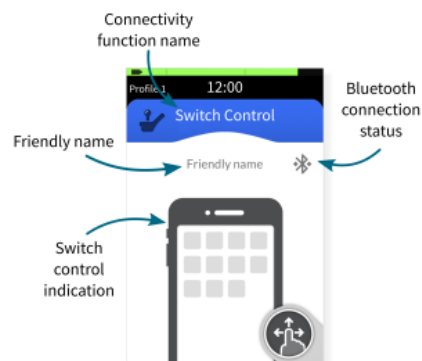 Connectivity
function name
Profile 1
12:00
Switch Control
Bluetooth
connection
status
Friendly name
Friendly name
Switch
control
indication